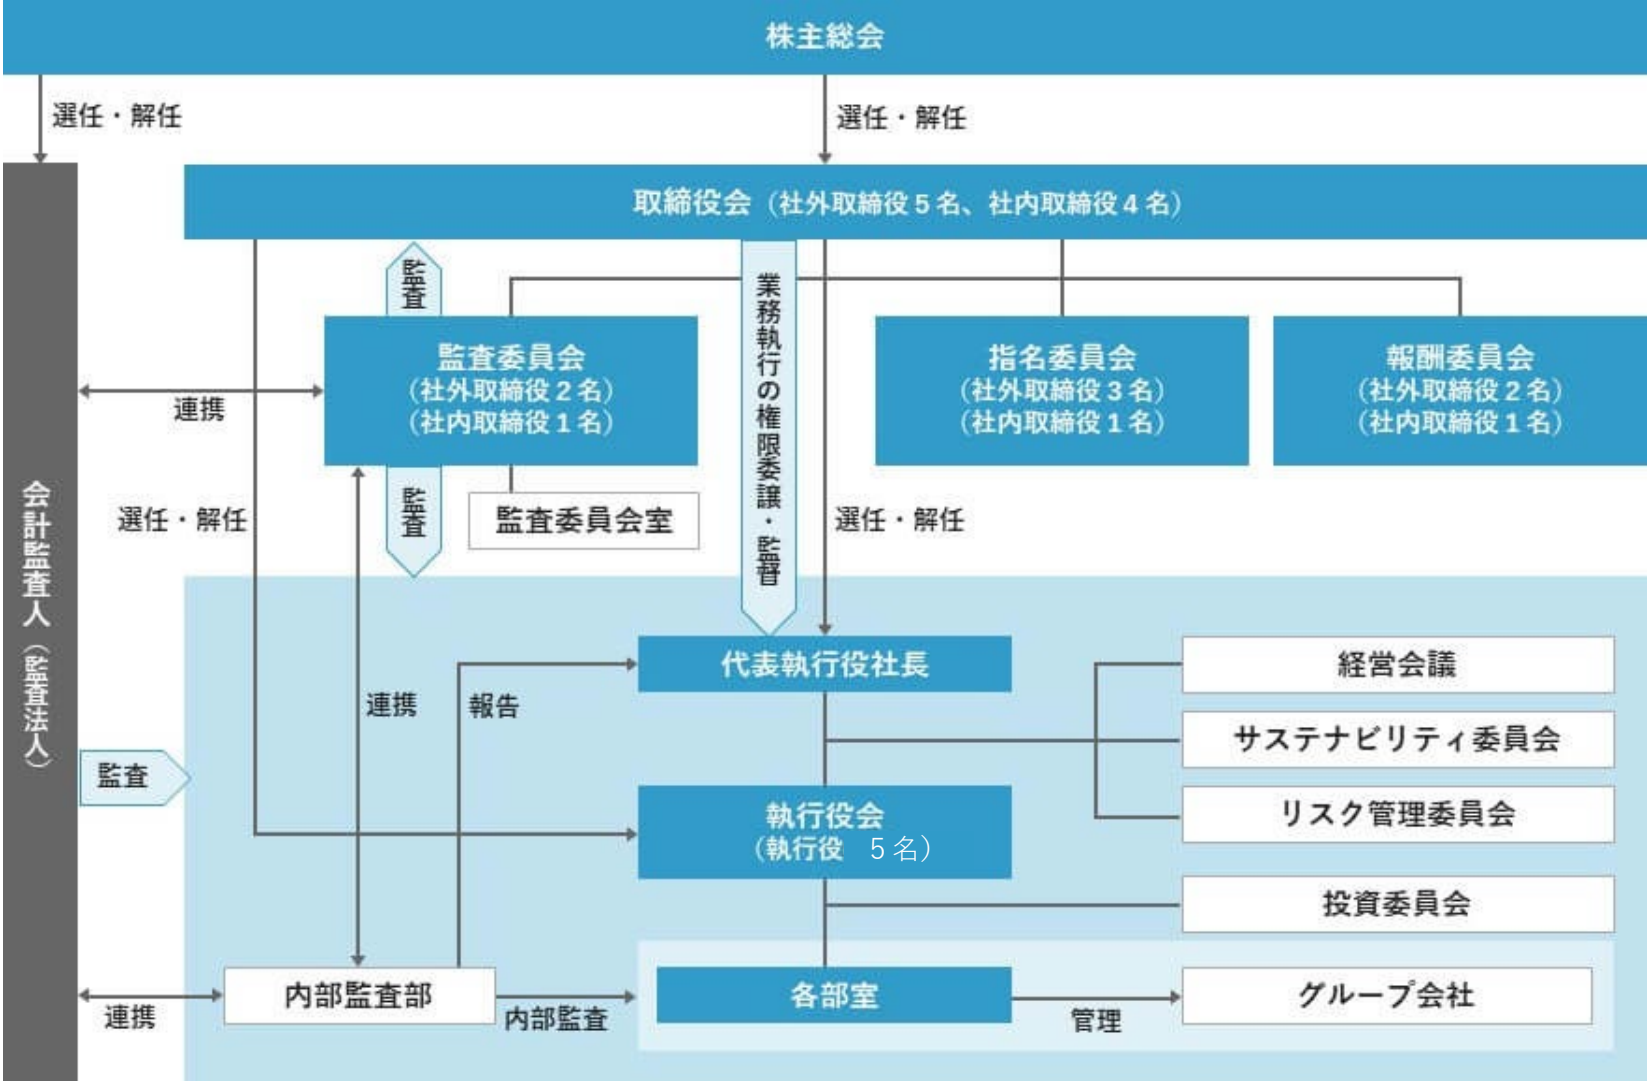 株主総会
選任・解任
選任・解任
取締役会（社外取締役５名、社内取締役４名）
監査
業務執行の権限委譲・監督
監査委員会
（社外取締役２名）
（社内取締役１名）
指名委員会
（社外取締役３名）
（社内取締役１名）
報酬委員会
（社外取締役２名）
（社内取締役１名）
連携
会計監査人（監査法人）
選任・解任
監査
監査委員会室
選任・解任
代表執行役社長
経営会議
連携
報告
サステナビリティ委員会
監査
執行役会
（執行役　５名）
リスク管理委員会
投資委員会
内部監査部
各部室
グループ会社
連携
内部監査
管理